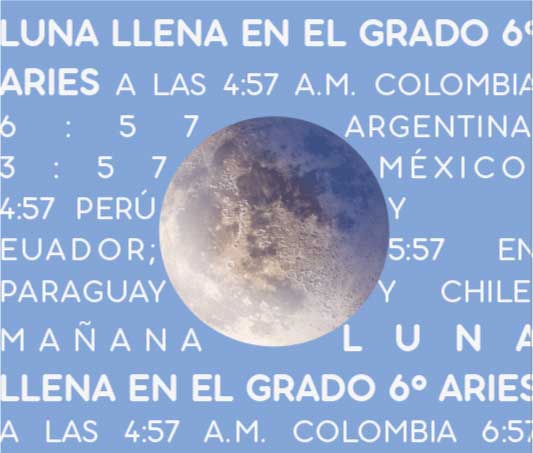 LUNA LLENA EN EL GRADO 6º
ARIES A LAS 4:57 A.M. COLOMBIA
6 : 5 7 ARGENTINA
3 : 5 7 MÉXICO
4:57 PERÚ Y
EUADOR; 5:57 EN
PARAGUAY Y CHILE
MAÑANA LUNA
LLENA EN EL GRADO 6º ARIES
A LAS 4:57 A.M. COLOMBIA 6:57